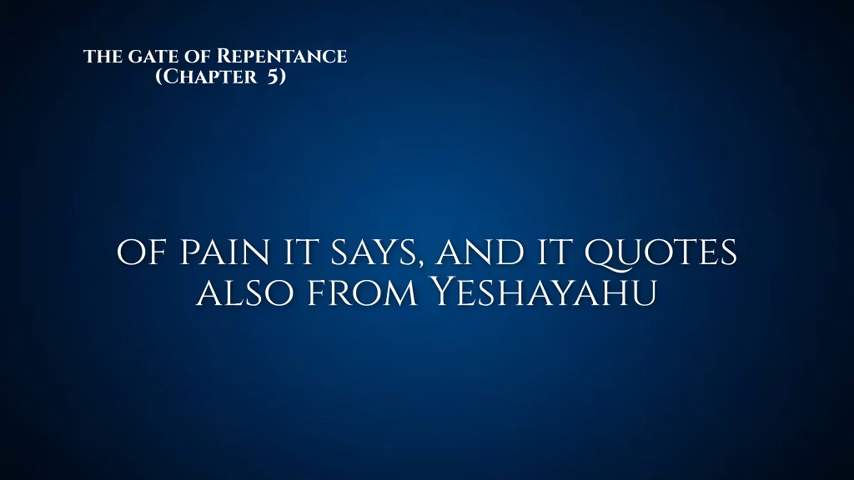 THE GATE OF REPENTANCE
(CHAPTER 5)
OF PAIN IT SAYS, AND IT QUOTES
ALSO FROM YESHAYAHU